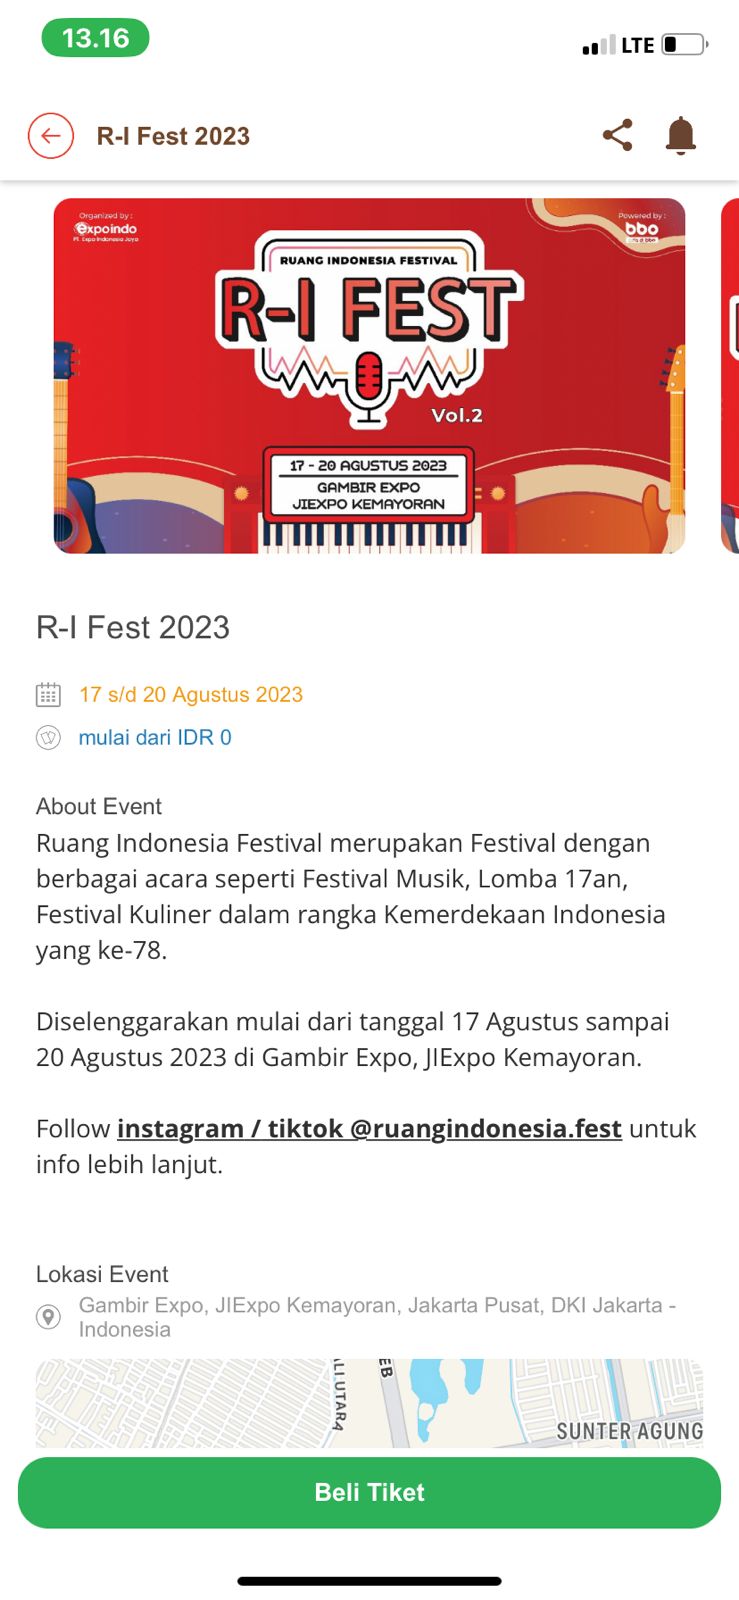 13.16
LTE
R-I Fest 2023
Organized by :
expoindo
PT. Expo Indonesia Jaya
Powered by :
bbo
RUANG INDONESIA FESTIVAL
R-I FEST
Vol.2
17 - 20 AGUSTUS 2023
GAMBIR EXPO
JIEXPO KEMAYORAN
R-I Fest 2023
17 s/d 20 Agustus 2023
mulai dari IDR 0
About Event
Ruang Indonesia Festival merupakan Festival dengan
berbagai acara seperti Festival Musik, Lomba 17an,
Festival Kuliner dalam rangka Kemerdekaan Indonesia
yang ke-78.
Diselenggarakan mulai dari tanggal 17 Agustus sampai
20 Agustus 2023 di Gambir Expo, JIExpo Kemayoran.
Follow instagram / tiktok @ruangindonesia.fest untuk
info lebih lanjut.
Lokasi Event
Gambir Expo, JIExpo Kemayoran, Jakarta Pusat, DKI Jakarta -
Indonesia
ALI UTARA
EB
SUNTER AGUNG
Beli Tiket